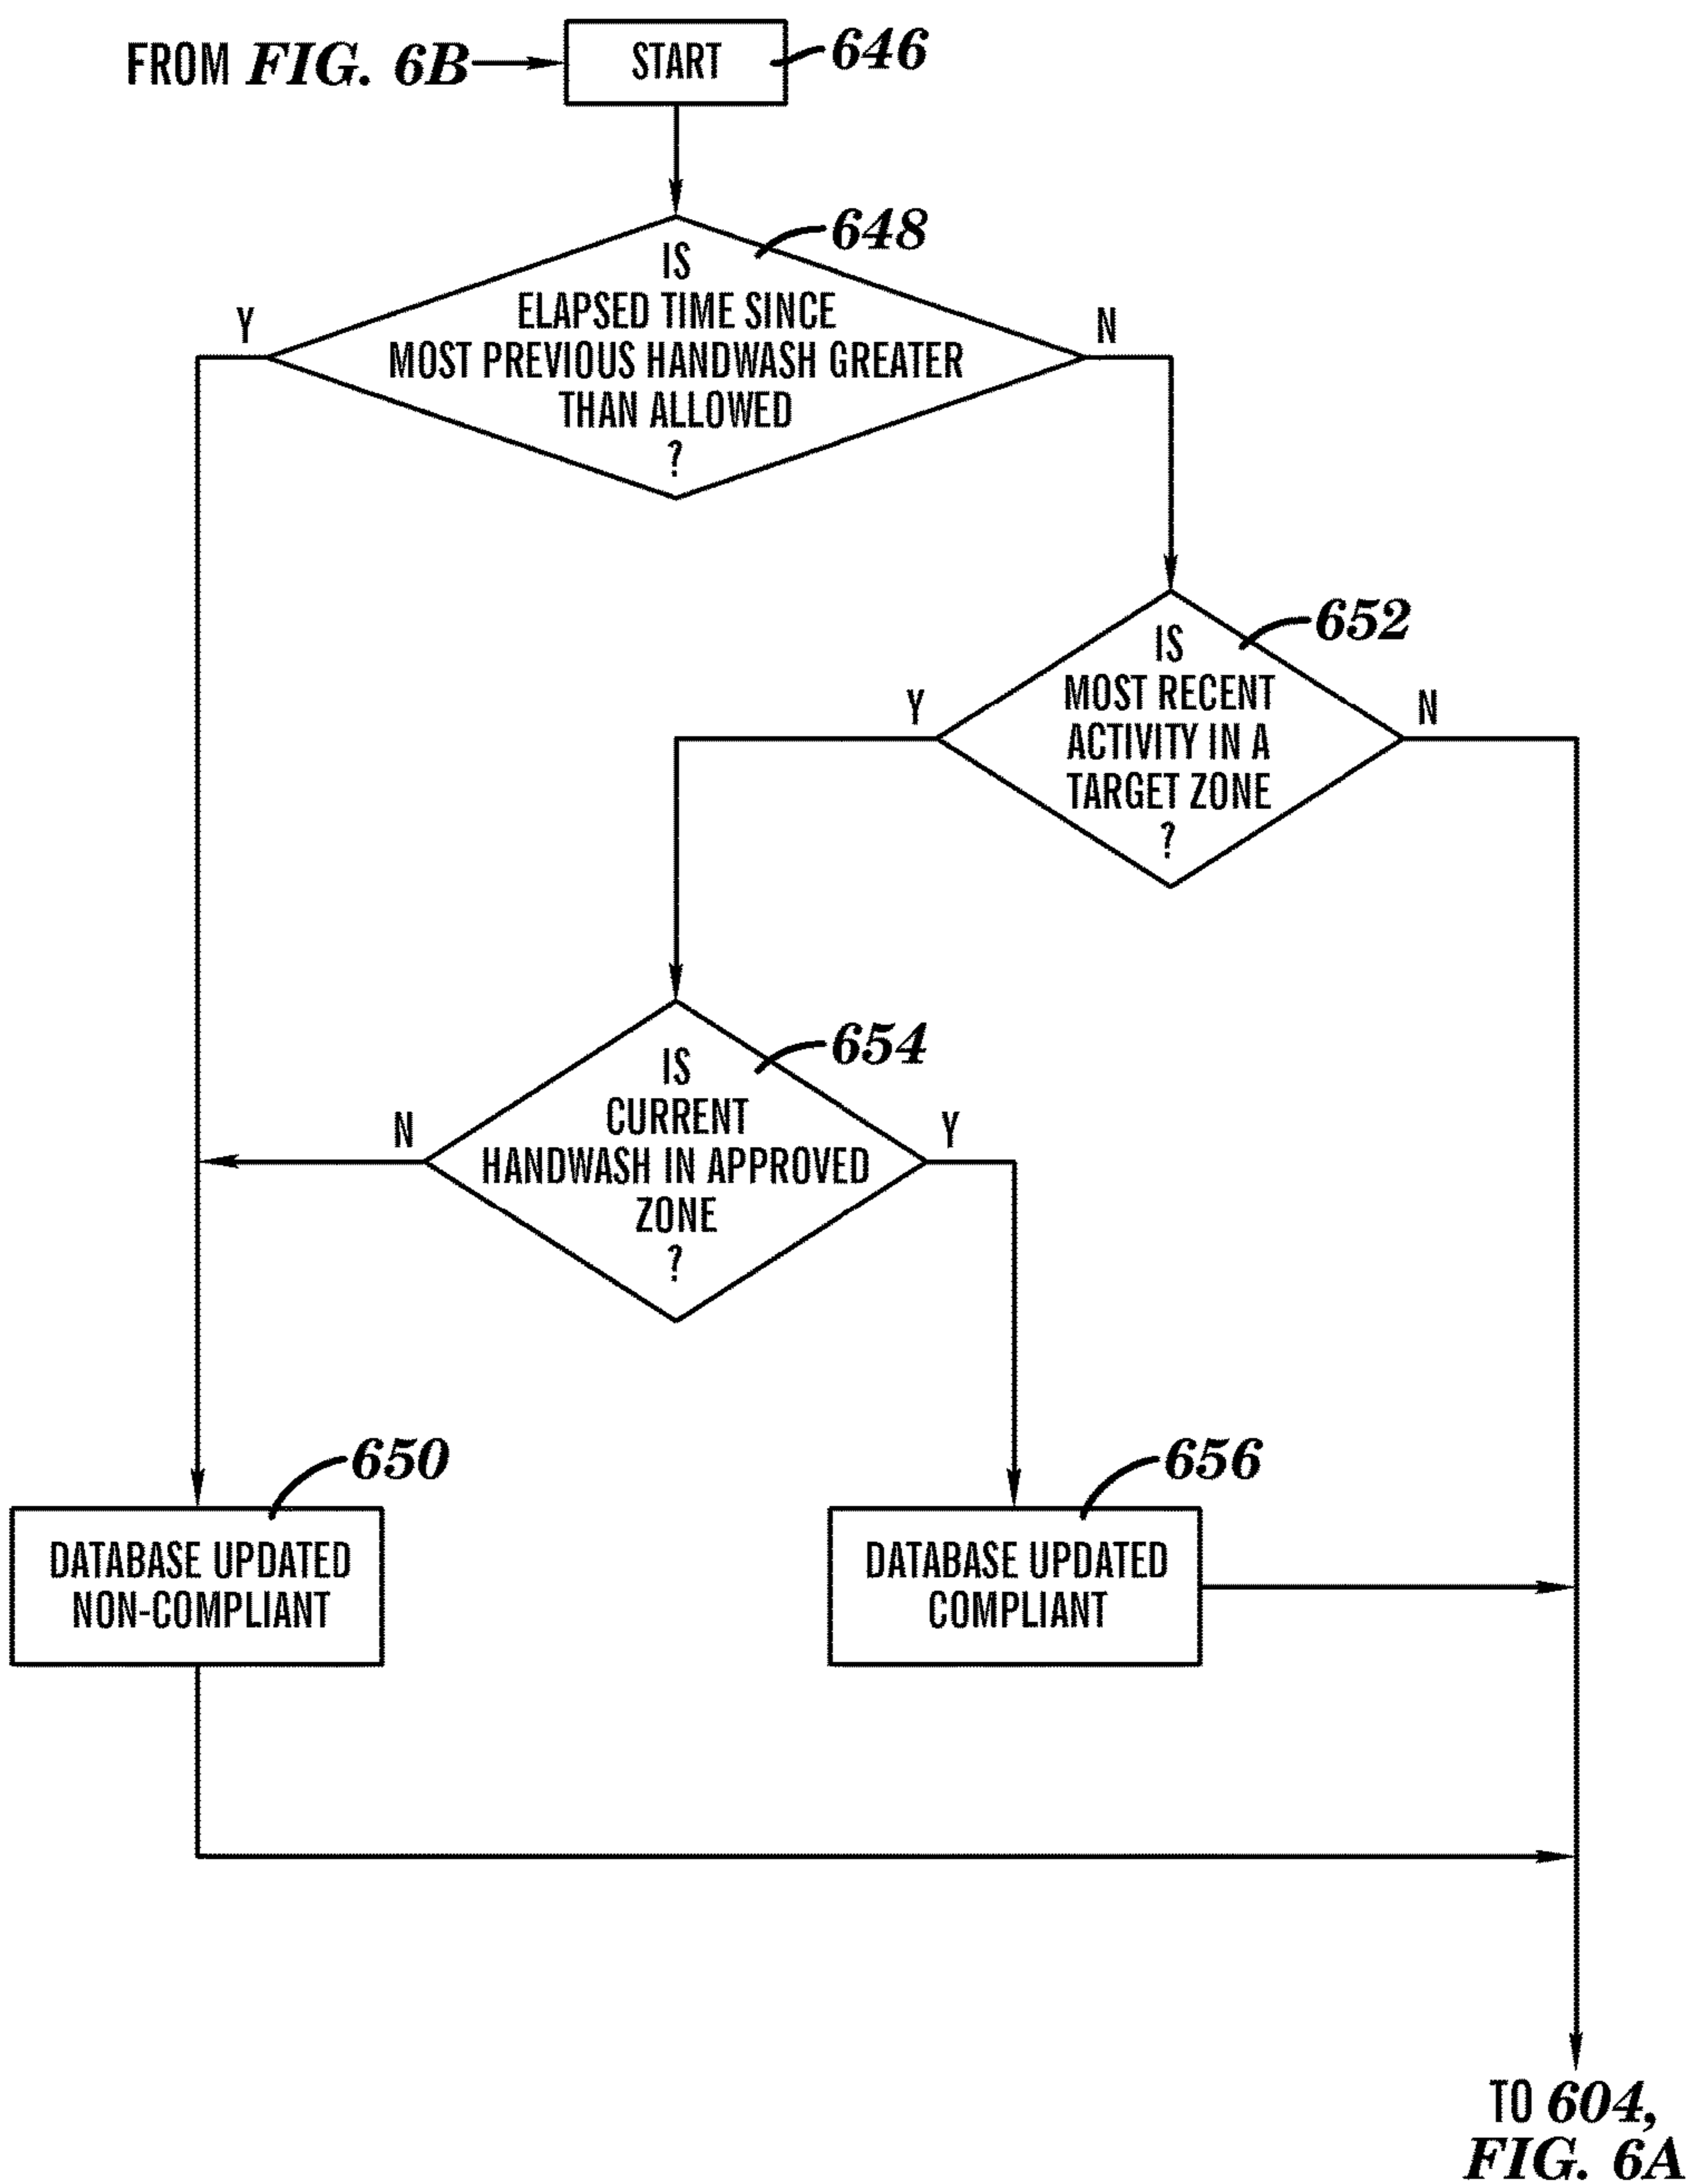 FROM FIG. 6B
START
646
648
IS
ELAPSED TIME SINCE
MOST PREVIOUS HANDWASH GREATER
THAN ALLOWED
?
Y
N
652
IS
MOST RECENT
ACTIVITY IN A
TARGET ZONE
?
Y
N
654
IS
CURRENT
HANDWASH IN APPROVED
ZONE
?
N
Y
650
DATABASE UPDATED
NON-COMPLIANT
656
DATABASE UPDATED
COMPLIANT
TO 604,
FIG. 6A